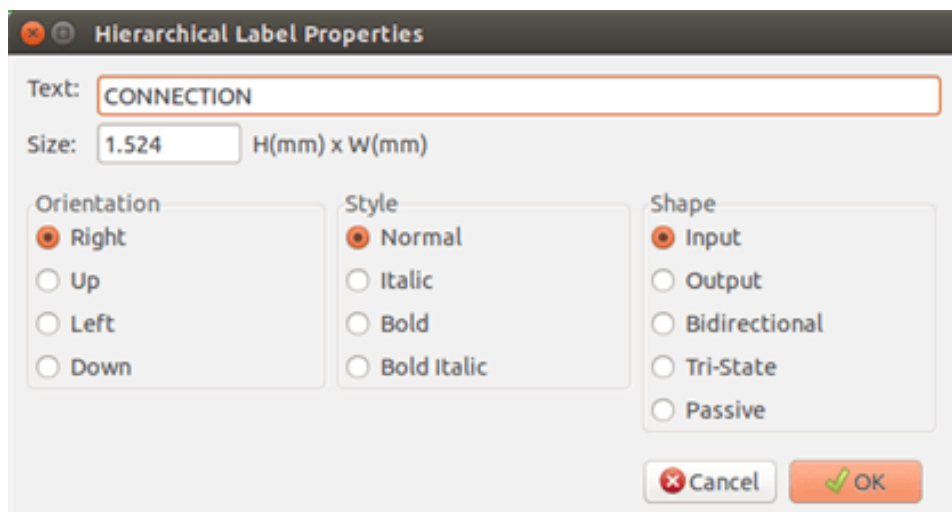 Hierarchical Label Properties
Text: CONNECTION
Size: 1.524 H(mm) x W(mm)
Orientation Style Shape
Right Normal Input
Up Italic Output
Left Bold Bidirectional
Down Bold Italic Tri-State
Passive
Cancel OK